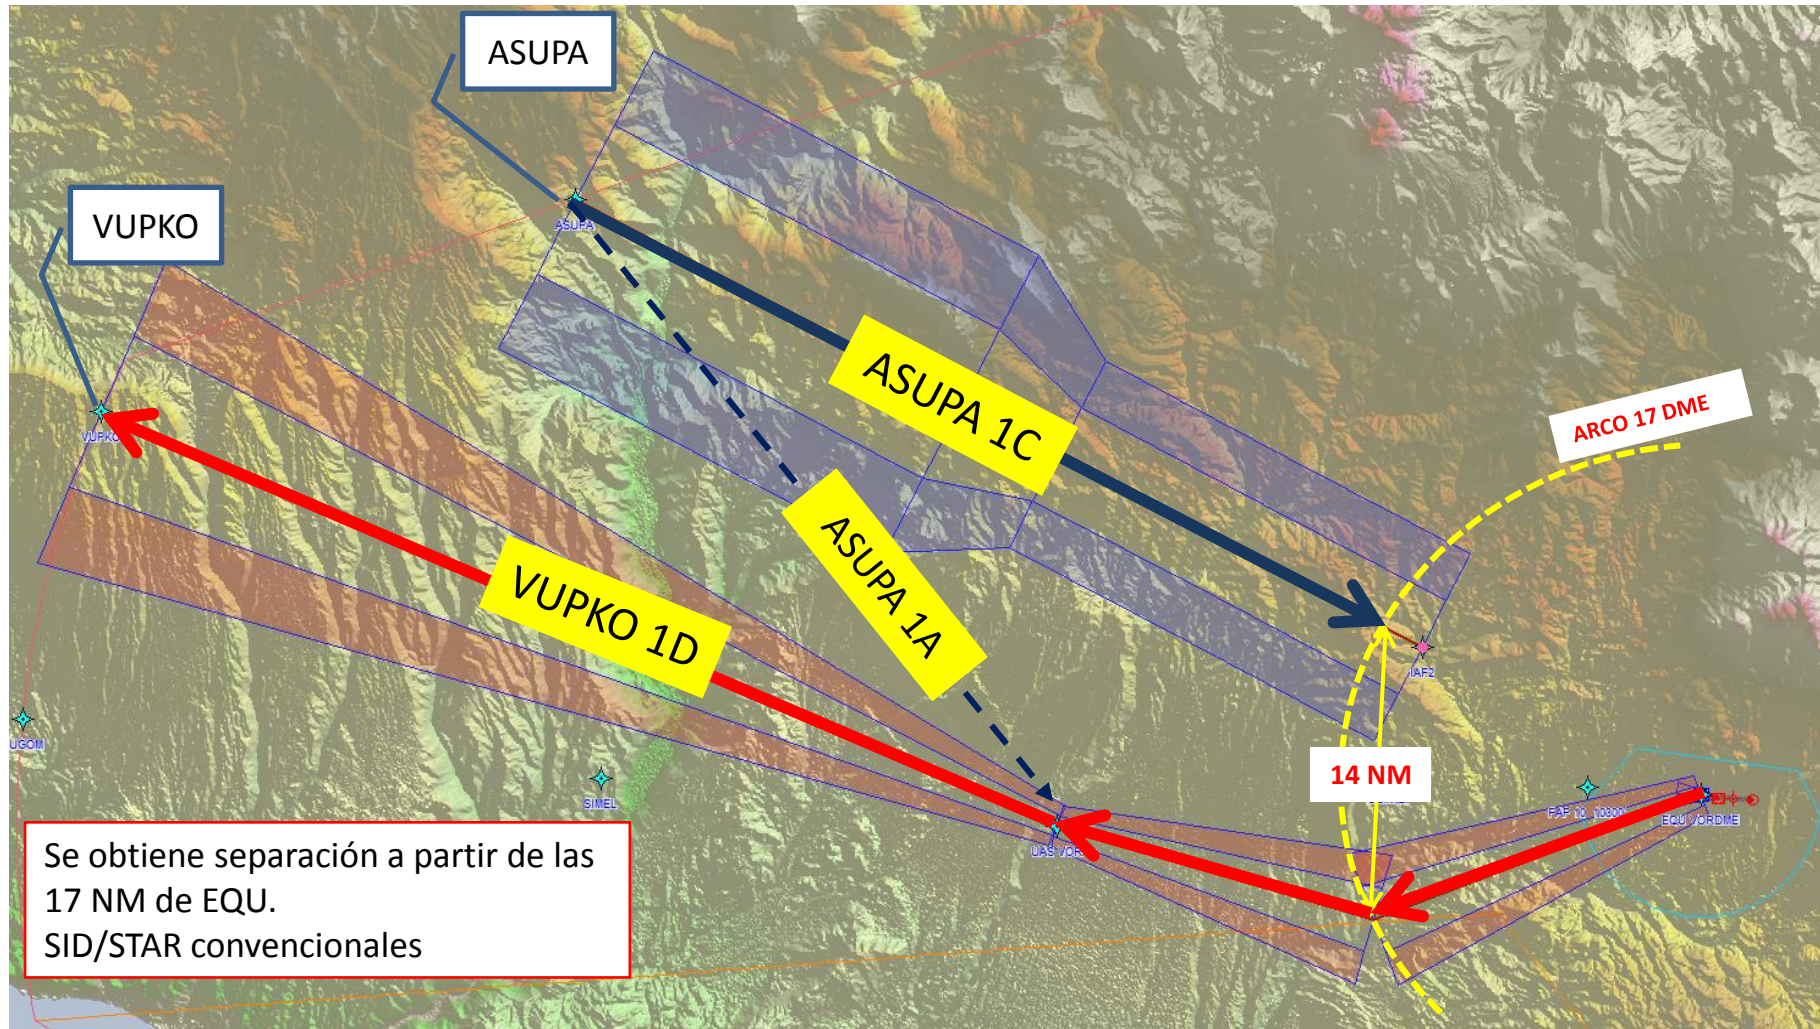 ASUPA
VUPKO
ASUPA
VUPKO
ASUPA 1C
ARCO 17 DME
ASUPA 1A
VUPKO 1D
IAF2
UGOM
SIMEL
14 NM
EQU VORDME
UAS VOR
Se obtiene separación a partir de las
17 NM de EQU.
SID/STAR convencionales